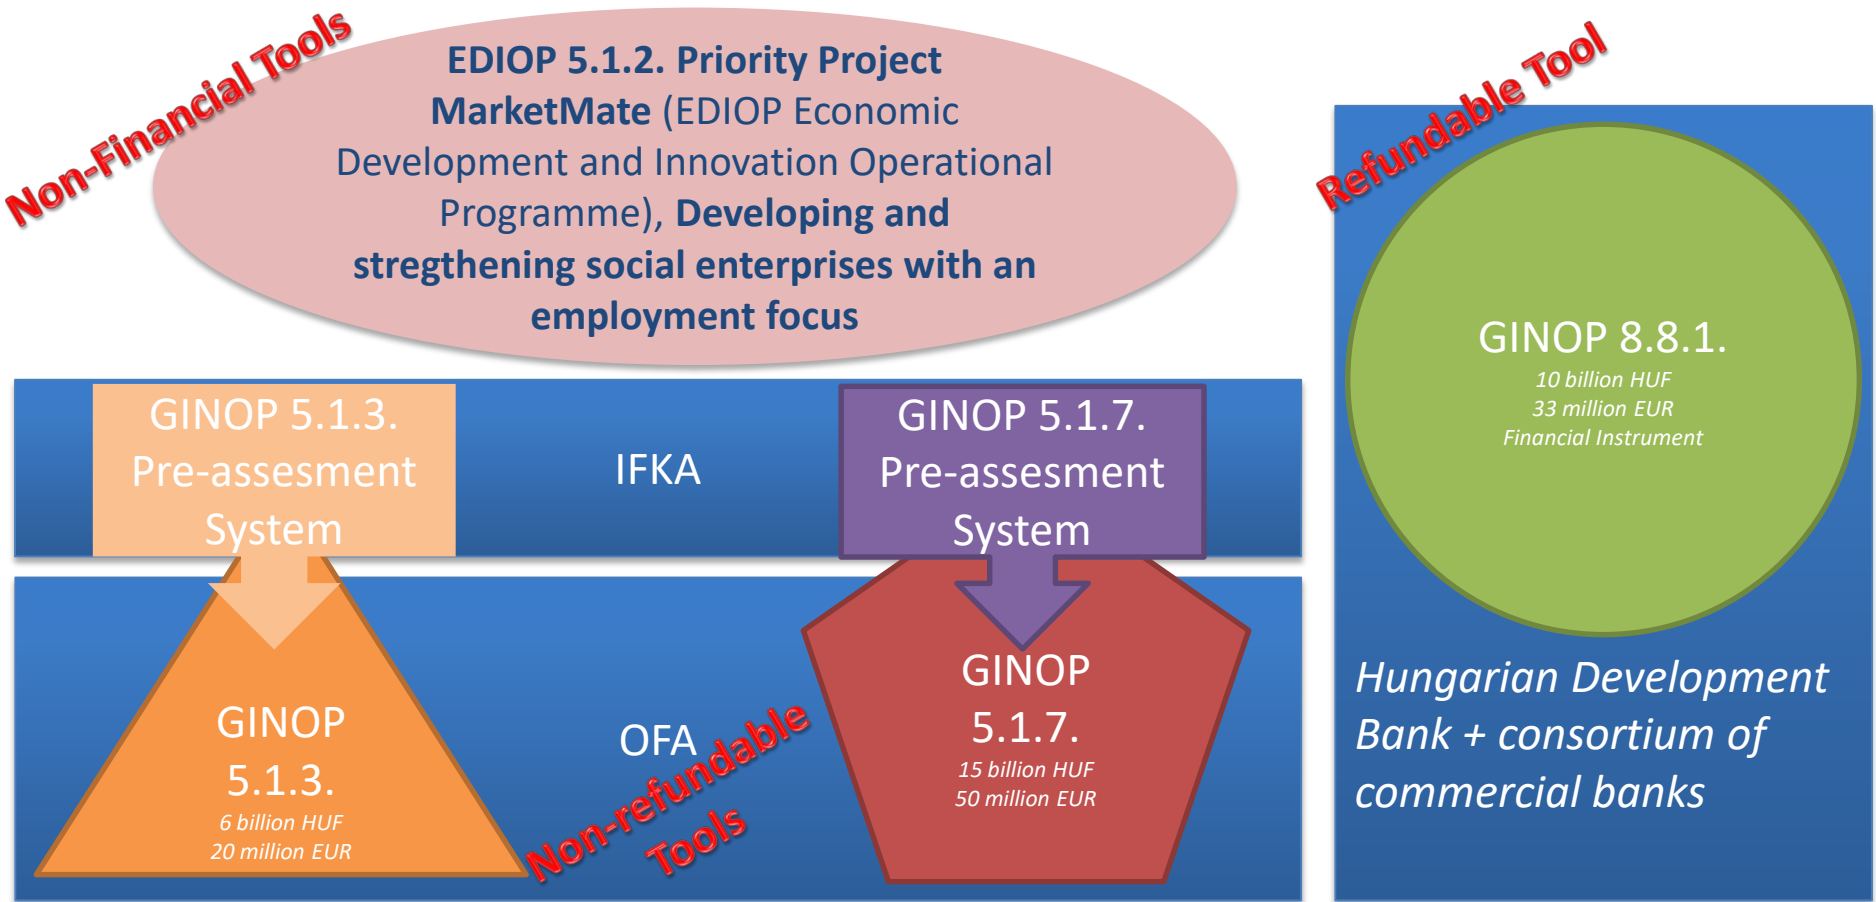 Non-Financial Tools
EDIOP 5.1.2. Priority Project
MarketMate (EDIOP Economic
Development and Innovation Operational
Programme), Developing and
stregthening social enterprises with an
employment focus
GINOP 5.1.3.
Pre-assesment
System
IFKA
GINOP 5.1.7.
Pre-assesment
System
GINOP
5.1.3.
6 billion HUF
20 million EUR
OFA
Non-refundable
Tools
GINOP
5.1.7.
15 billion HUF
50 million EUR
Refundable Tool
GINOP 8.8.1.
10 billion HUF
33 million EUR
Financial Instrument
Hungarian Development
Bank + consortium of
commercial banks